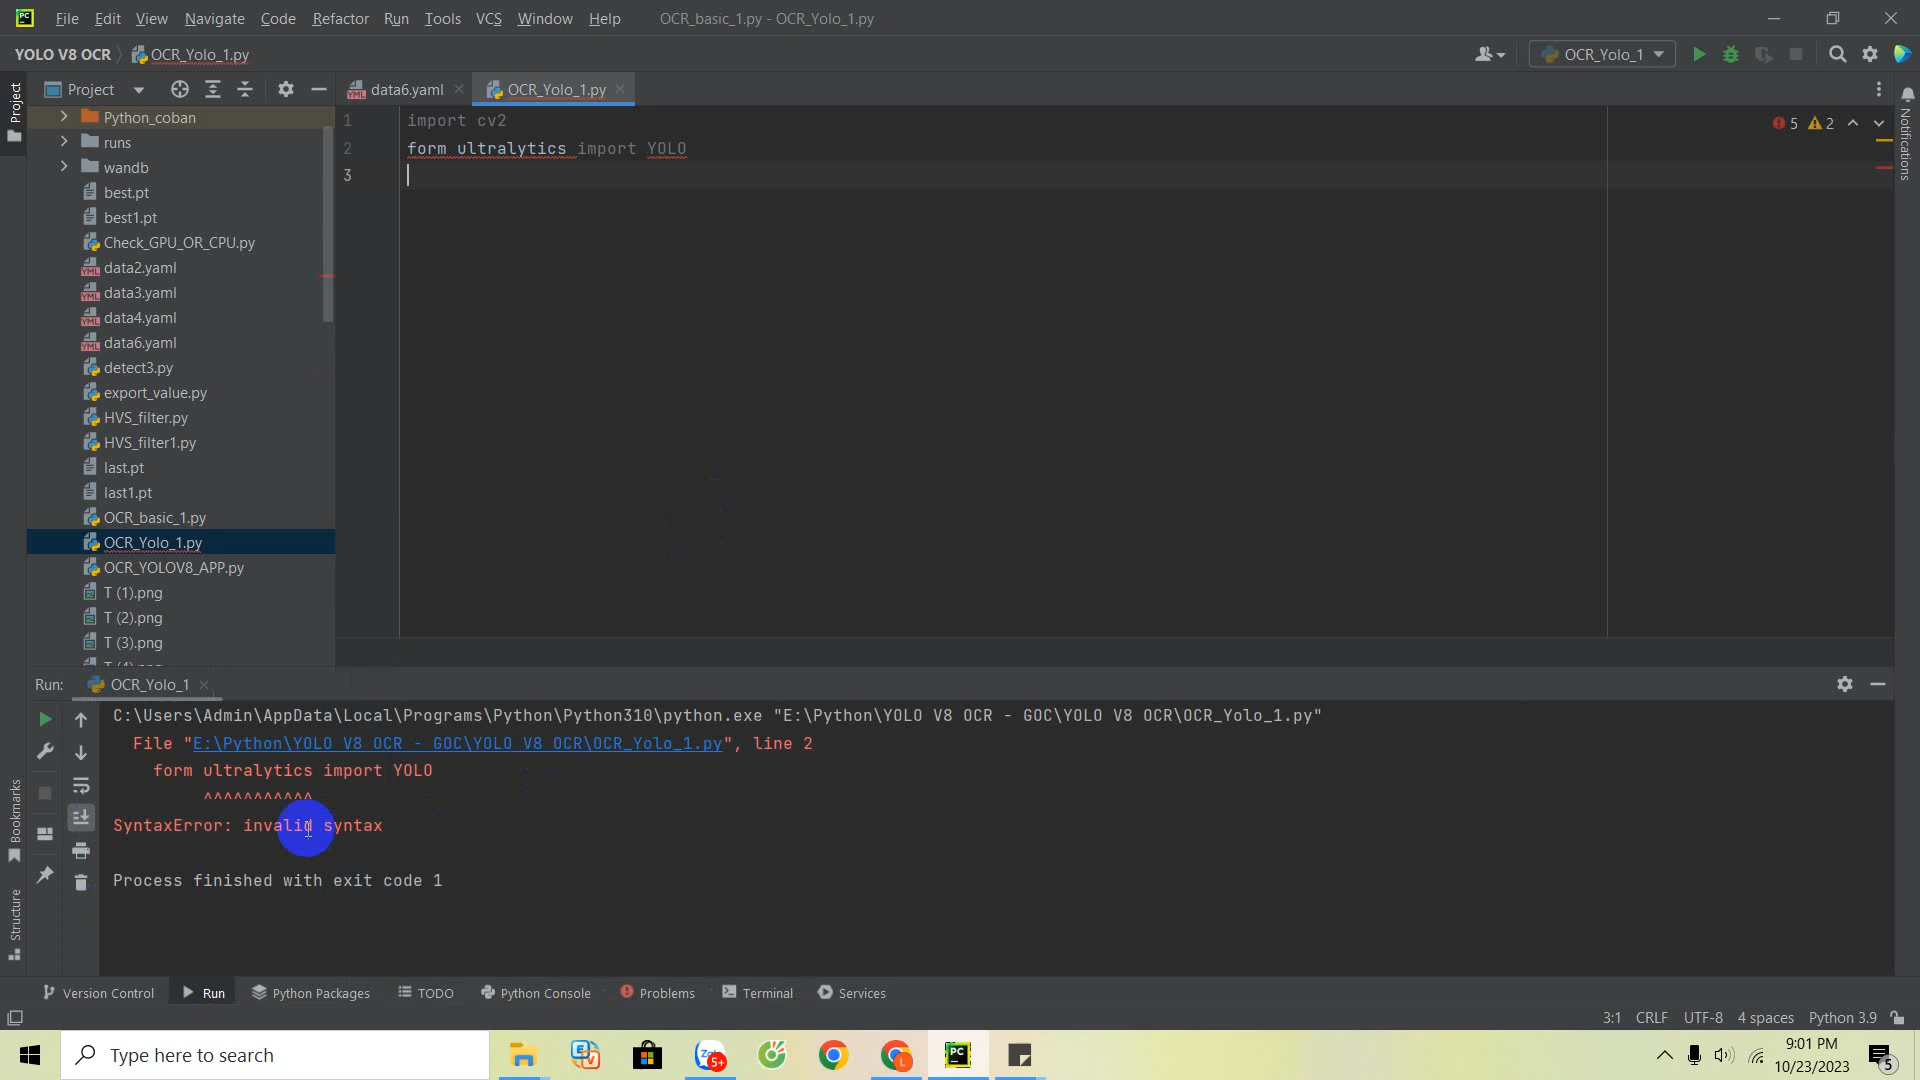 File Edit View Navigate Code Refactor Run Tools VCS Window Help OCR_basic_1.py - OCR_Yolo_1.py
YOLO V8 OCR OCR_Yolo_1.py OCR_Yolo_1
Project
Project
data6.yaml
OCR_Yolo_1.py
Notifications
Python_coban
runs
wandb
best.pt
best1.pt
Check_GPU_OR_CPU.py
data2.yaml
data3.yaml
data4.yaml
data6.yaml
detect3.py
export_value.py
HVS_filter.py
HVS_filter1.py
last.pt
last1.pt
OCR_basic_1.py
OCR_Yolo_1.py
OCR_YOLOV8_APP.py
T (1).png
T (2).png
T (3).png
1 import cv2
2 form ultralytics import YOLO
3
5 2
Run: OCR_Yolo_1
C:\Users\Admin\AppData\Local\Programs\Python\Python310\python.exe "E:\Python\YOLO V8 OCR - GOC\YOLO V8 OCR\OCR_Yolo_1.py"
File "E:\Python\YOLO V8 OCR - GOC\YOLO V8 OCR\OCR_Yolo_1.py", line 2
form ultralytics import YOLO
^^^^^^^^^^^
SyntaxError: invalid syntax
Process finished with exit code 1
Bookmarks
Structure
Version Control Run Python Packages TODO Python Console Problems Terminal Services
3:1 CRLF UTF-8 4 spaces Python 3.9
Type here to search
5+
PC
L
9:01 PM
10/23/2023
5